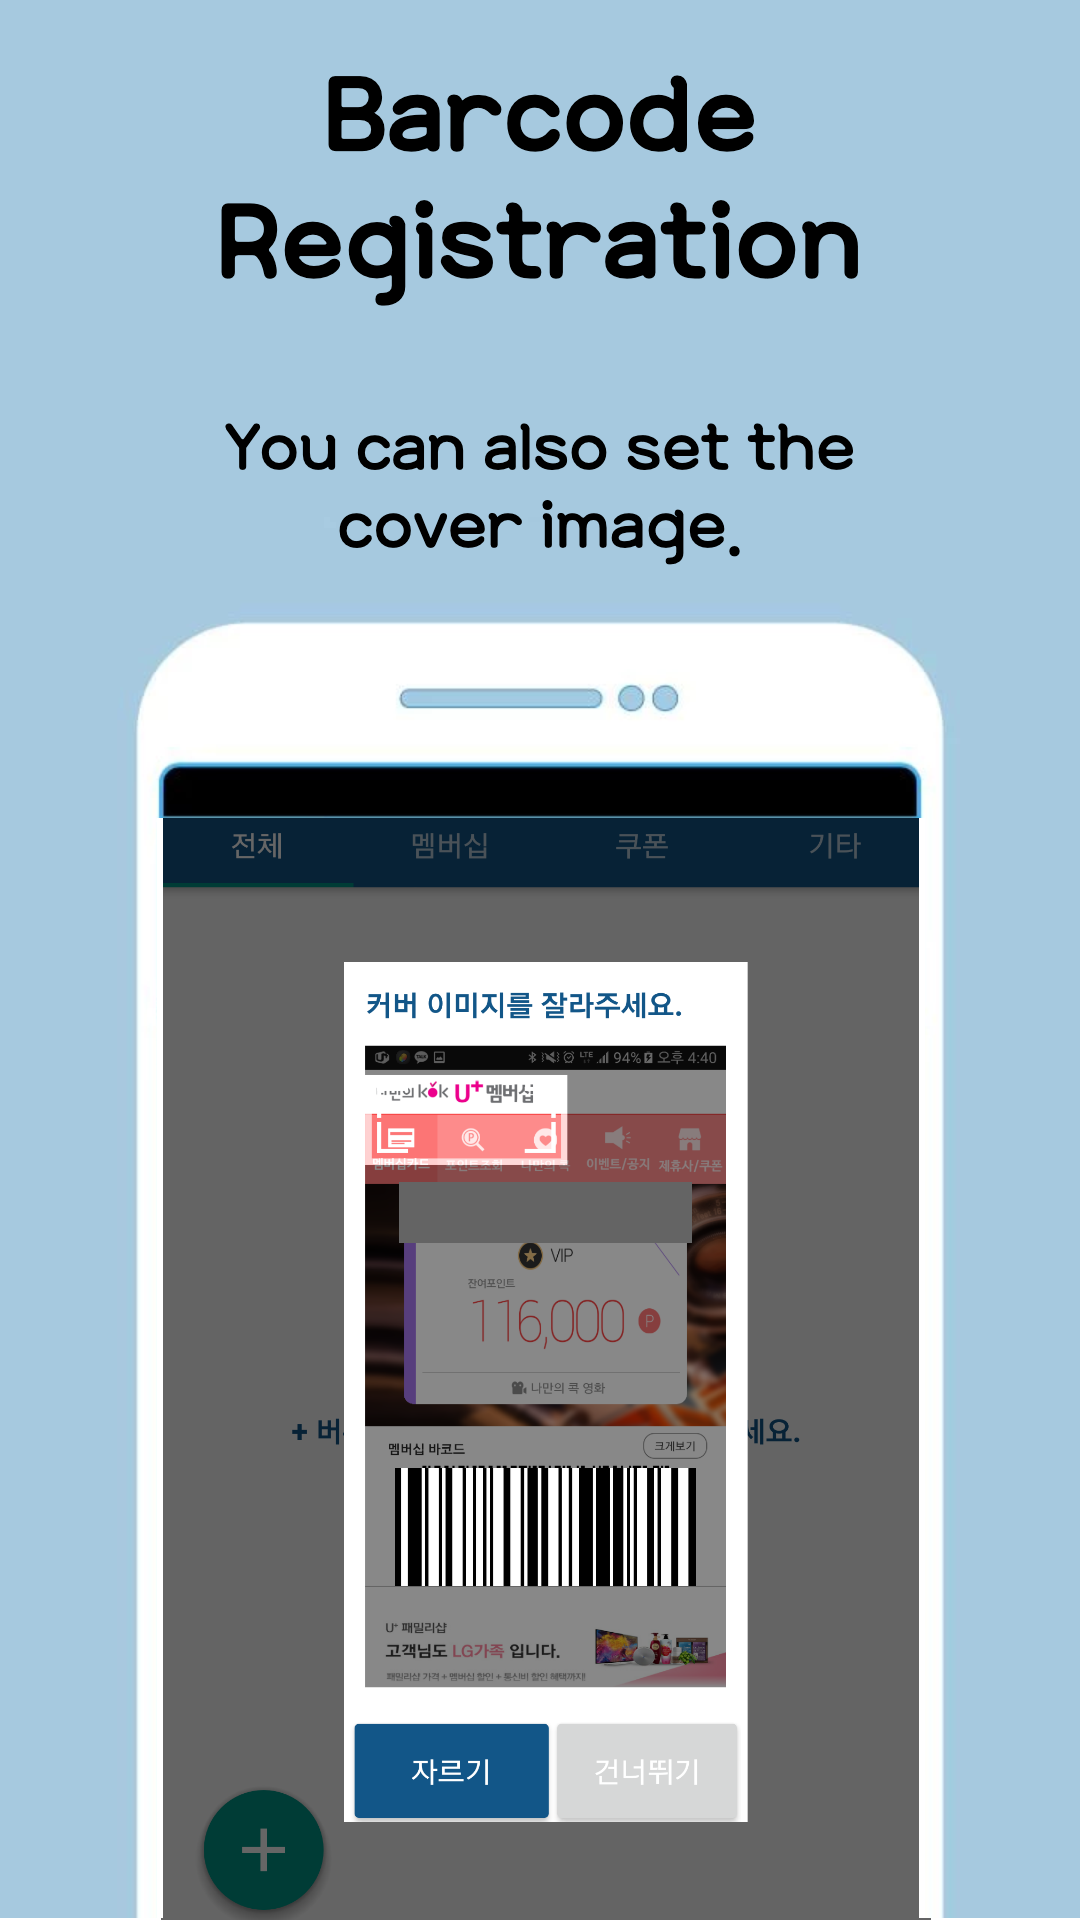 Barcode
Registration
You can also set the
cover image.
전체 멤버십 쿠폰 기타
커버 이미지를 잘라주세요.
LTE 94% 오후 4:40
kok U+ 멤버십
멤버십카드 포인트조회 나만의 콕 이벤트/공지 제휴사/쿠폰
VIP
잔여포인트
116,000 P
나만의 콕 영화
+ 버 세요.
멤버십 바코드 크게보기
U+ 패밀리샵
고객님도 LG가족 입니다.
패밀리샵 가격 + 멤버십 할인 + 통신비 할인 혜택까지!
자르기 건너뛰기
+